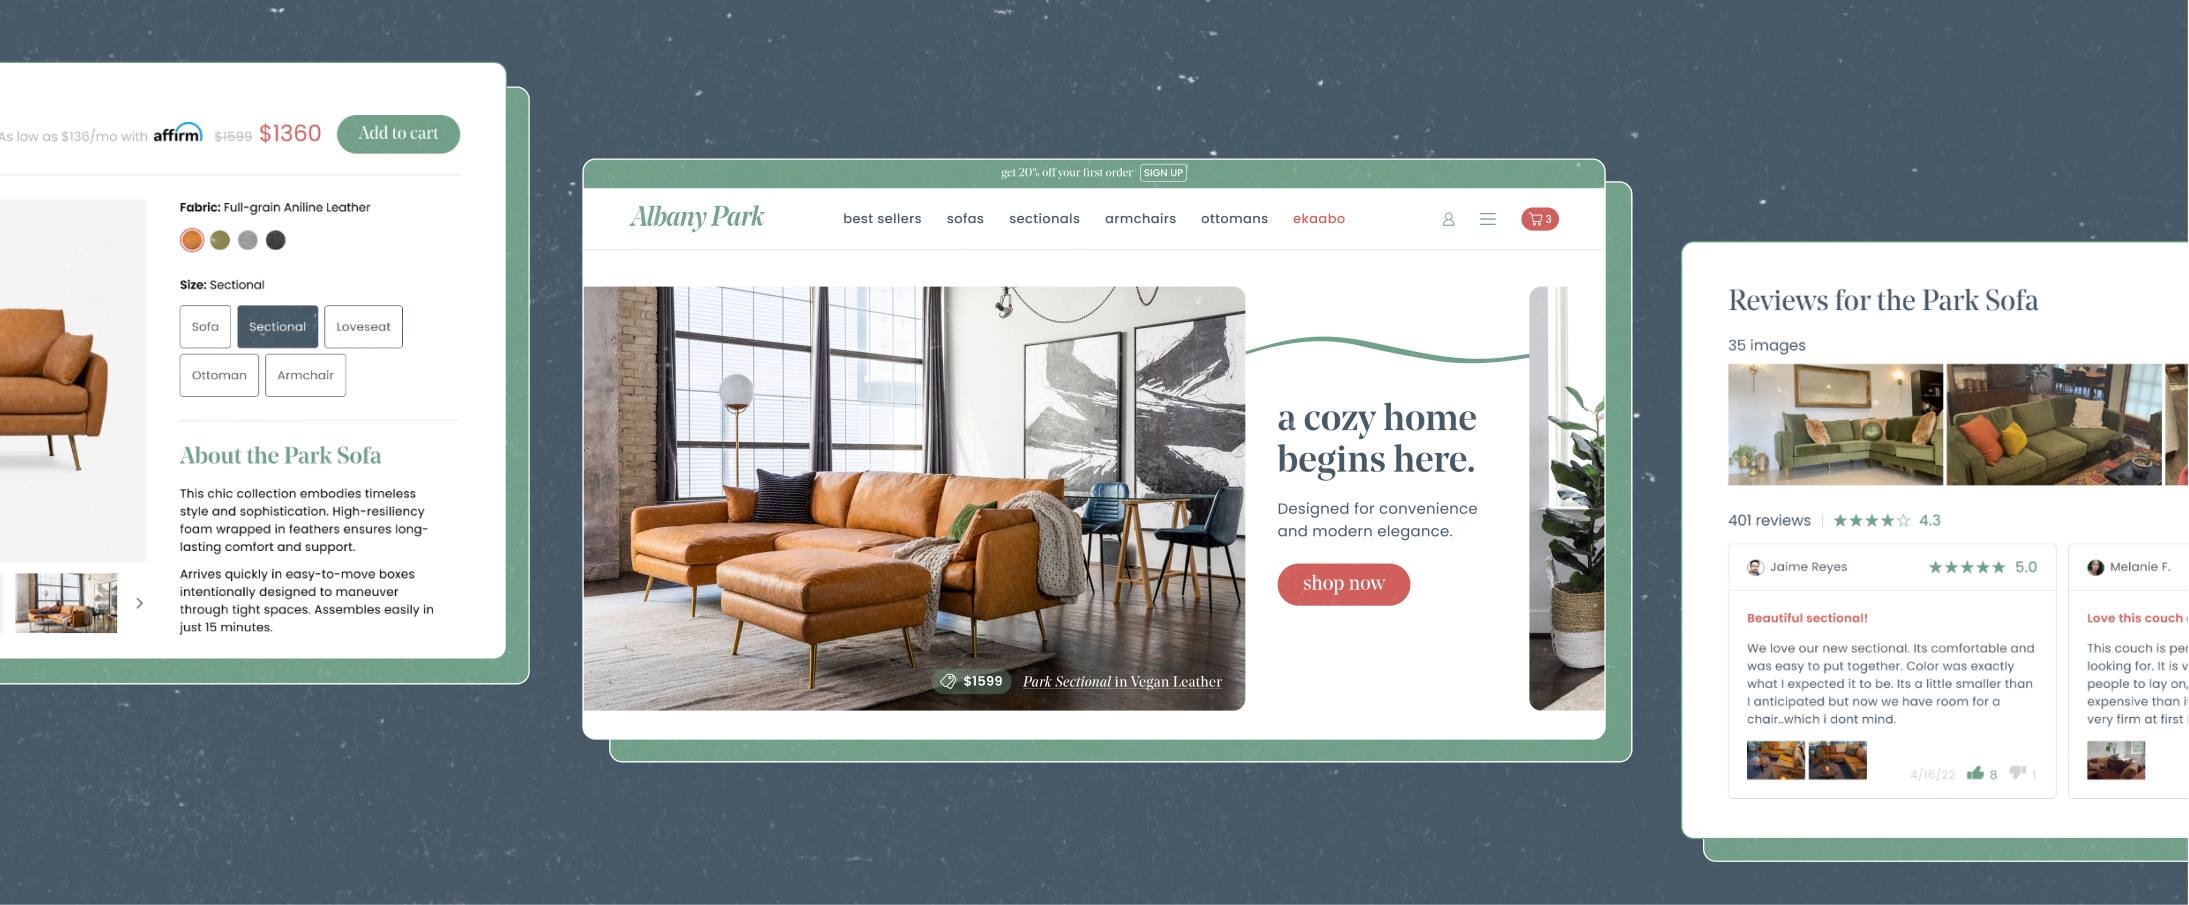 As low as $136/mo with affirm $1599 $1360 Add to cart
Fabric: Full-grain Aniline Leather
Size: Sectional
Sofa Sectional Loveseat
Ottoman Armchair
About the Park Sofa
This chic collection embodies timeless
style and sophistication. High-resiliency
foam wrapped in feathers ensures long-
lasting comfort and support.
Arrives quickly in easy-to-move boxes
intentionally designed to maneuver
through tight spaces. Assembles easily in
just 15 minutes.
get 20% off your first order SIGN UP
Albany Park best sellers sofas sectionals armchairs ottomans ekaabo 3
a cozy home
begins here.
Designed for convenience
and modern elegance.
shop now
$1599 Park Sectional in Vegan Leather
Reviews for the Park Sofa
35 images
401 reviews 4.3
Jaime Reyes 5.0
Beautiful sectional!
We love our new sectional. Its comfortable and
was easy to put together. Color was exactly
what I expected it to be. Its a little smaller than
I anticipated but now we have room for a
chair..which i dont mind.
4/16/22 8 1
Melanie F.
Love this couch
This couch is
looking for. It is
people to lay on,
expensive than
very firm at first